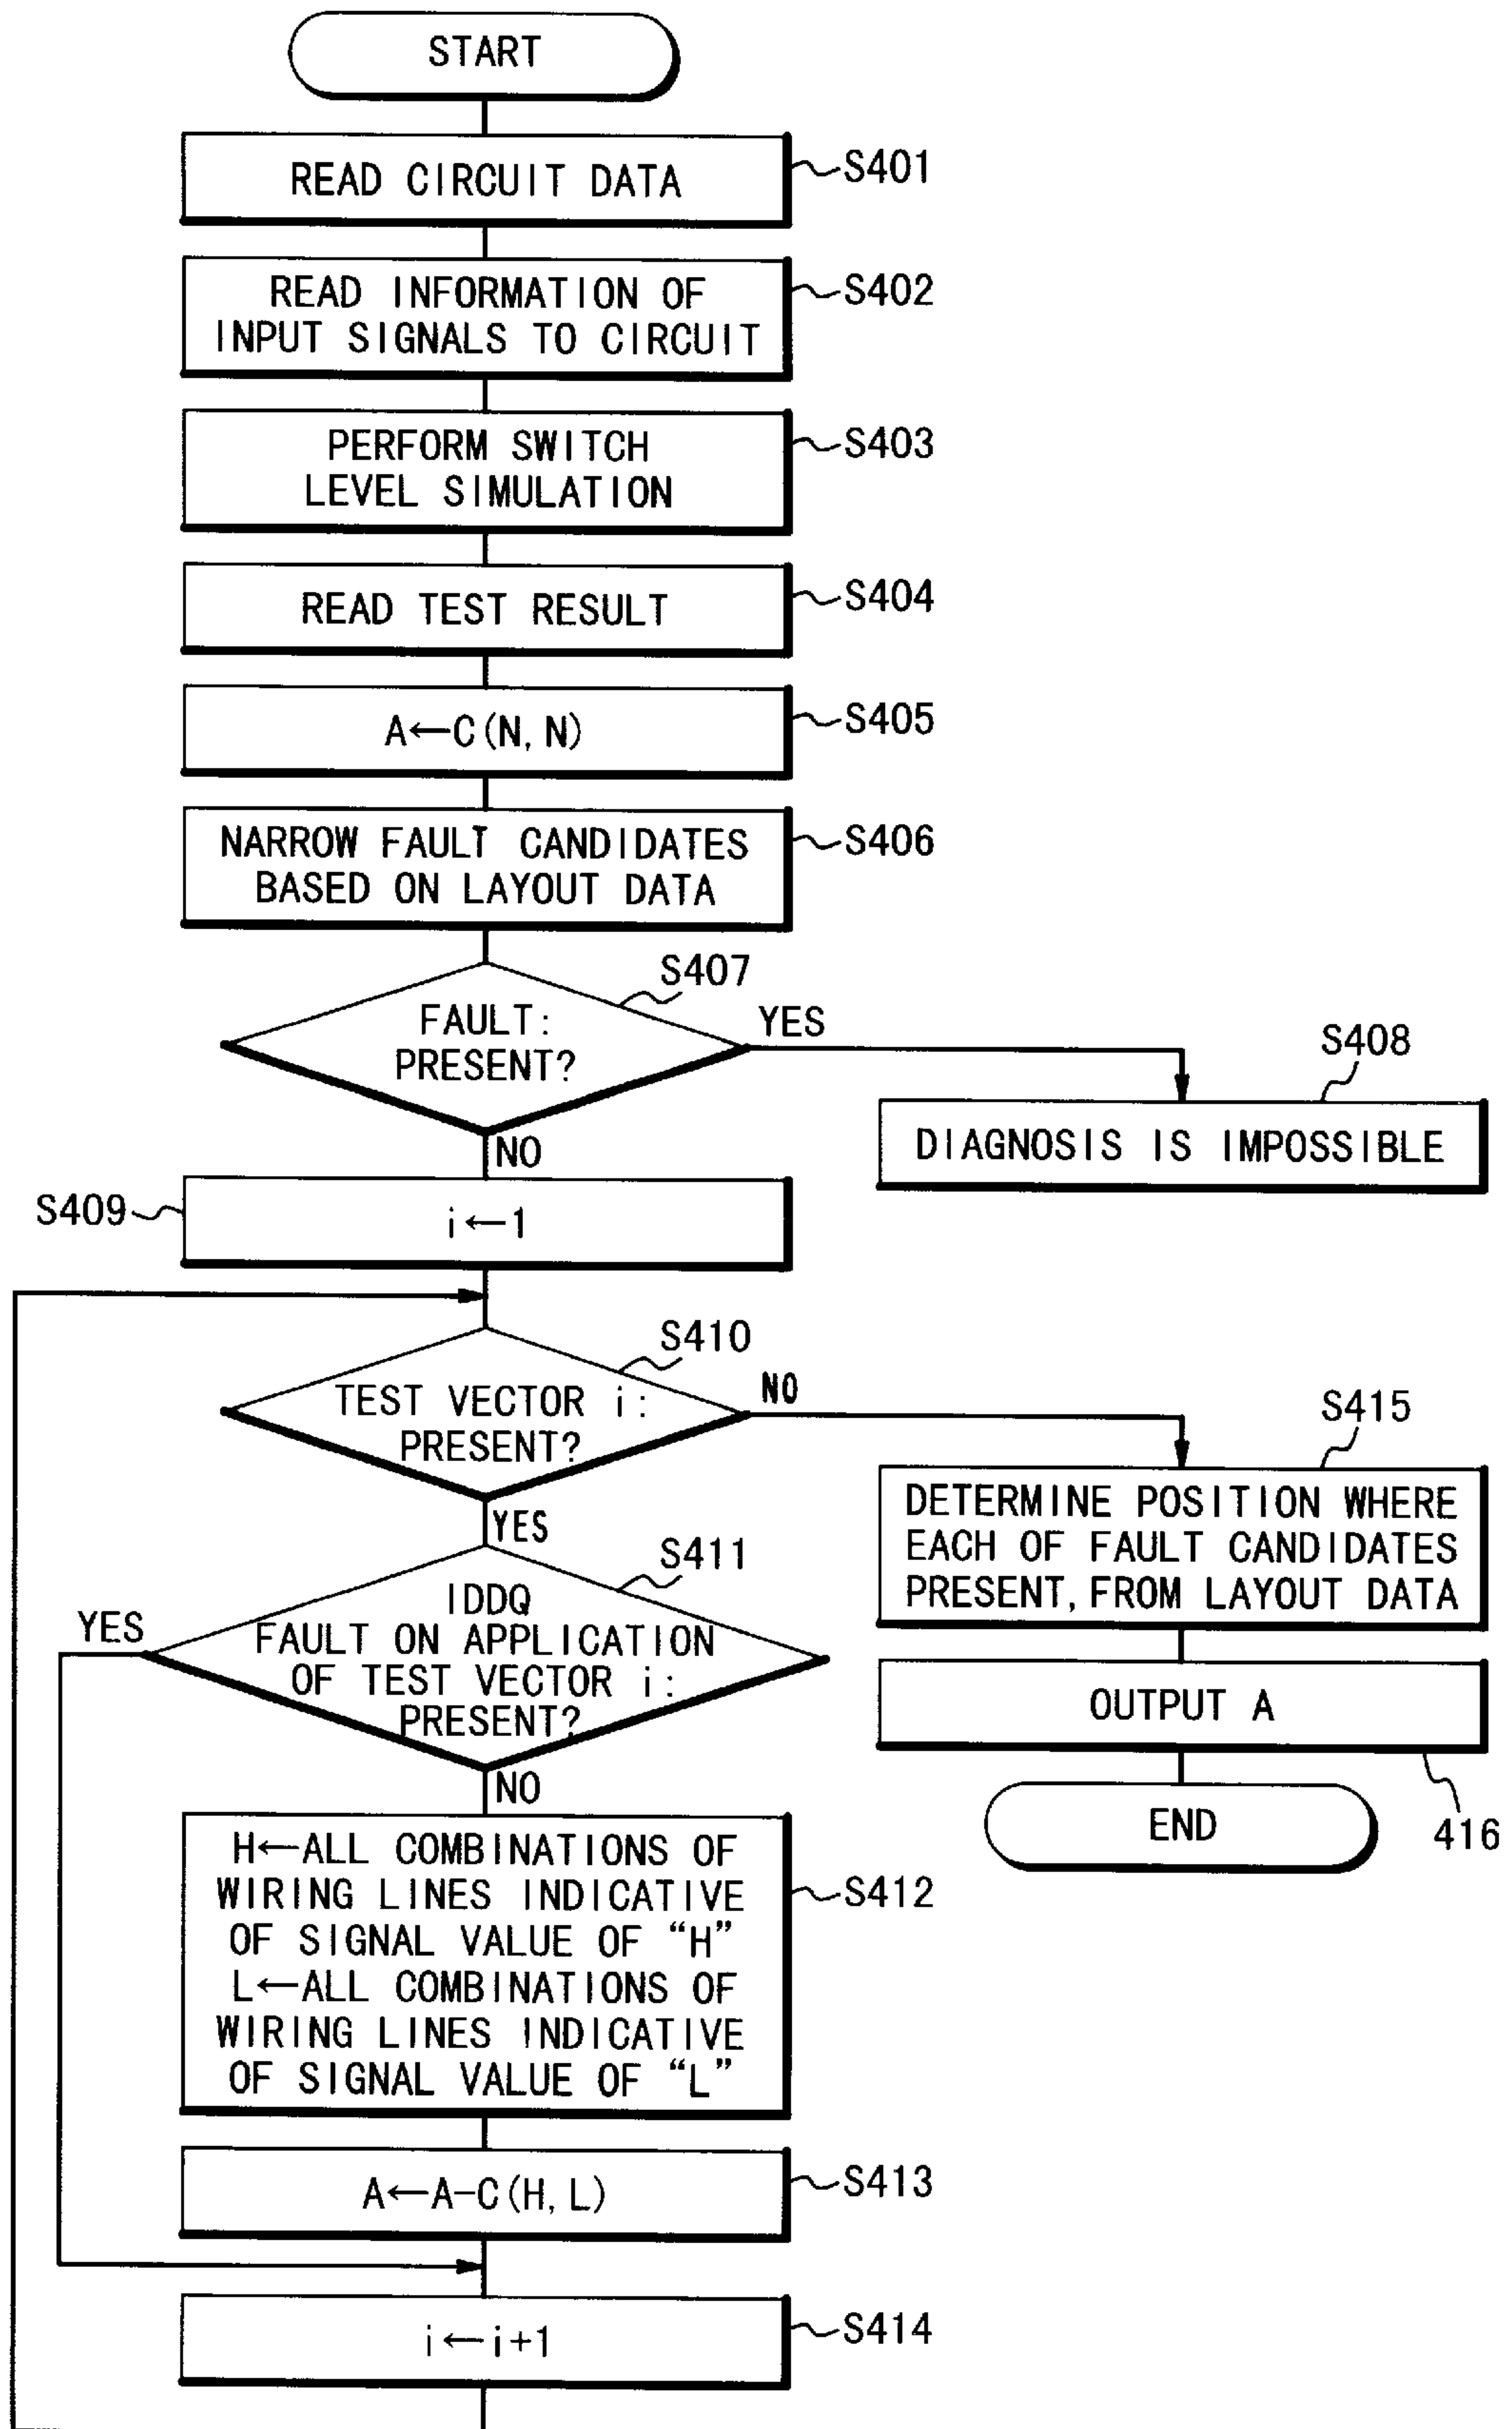 START
READ CIRCUIT DATA
S401
READ INFORMATION OF
INPUT SIGNALS TO CIRCUIT
S402
PERFORM SWITCH
LEVEL SIMULATION
S403
READ TEST RESULT
S404
A←C(N, N)
S405
NARROW FAULT CANDIDATES
BASED ON LAYOUT DATA
S406
S407
FAULT:
PRESENT?
YES
NO
S408
DIAGNOSIS IS IMPOSSIBLE
S409
i←1
S410
TEST VECTOR i:
PRESENT?
NO
YES
S411
IDDQ
FAULT ON APPLICATION
OF TEST VECTOR i:
PRESENT?
YES
NO
S415
DETERMINE POSITION WHERE
EACH OF FAULT CANDIDATES
PRESENT, FROM LAYOUT DATA
OUTPUT A
416
END
H←ALL COMBINATIONS OF
WIRING LINES INDICATIVE
OF SIGNAL VALUE OF “H”
L←ALL COMBINATIONS OF
WIRING LINES INDICATIVE
OF SIGNAL VALUE OF “L”
S412
A←A-C(H, L)
S413
i←i+1
S414